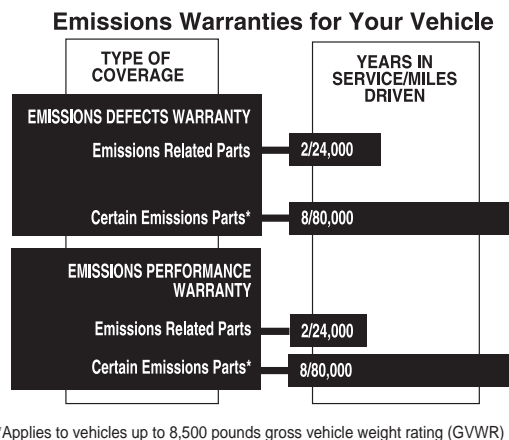 Emissions Warranties for Your Vehicle
TYPE OF
COVERAGE
YEARS IN
SERVICE/MILES
DRIVEN
EMISSIONS DEFECTS WARRANTY
Emissions Related Parts
2/24,000
Certain Emissions Parts*
8/80,000
EMISSIONS PERFORMANCE
WARRANTY
Emissions Related Parts
2/24,000
Certain Emissions Parts*
8/80,000
*Applies to vehicles up to 8,500 pounds gross vehicle weight rating (GVWR)